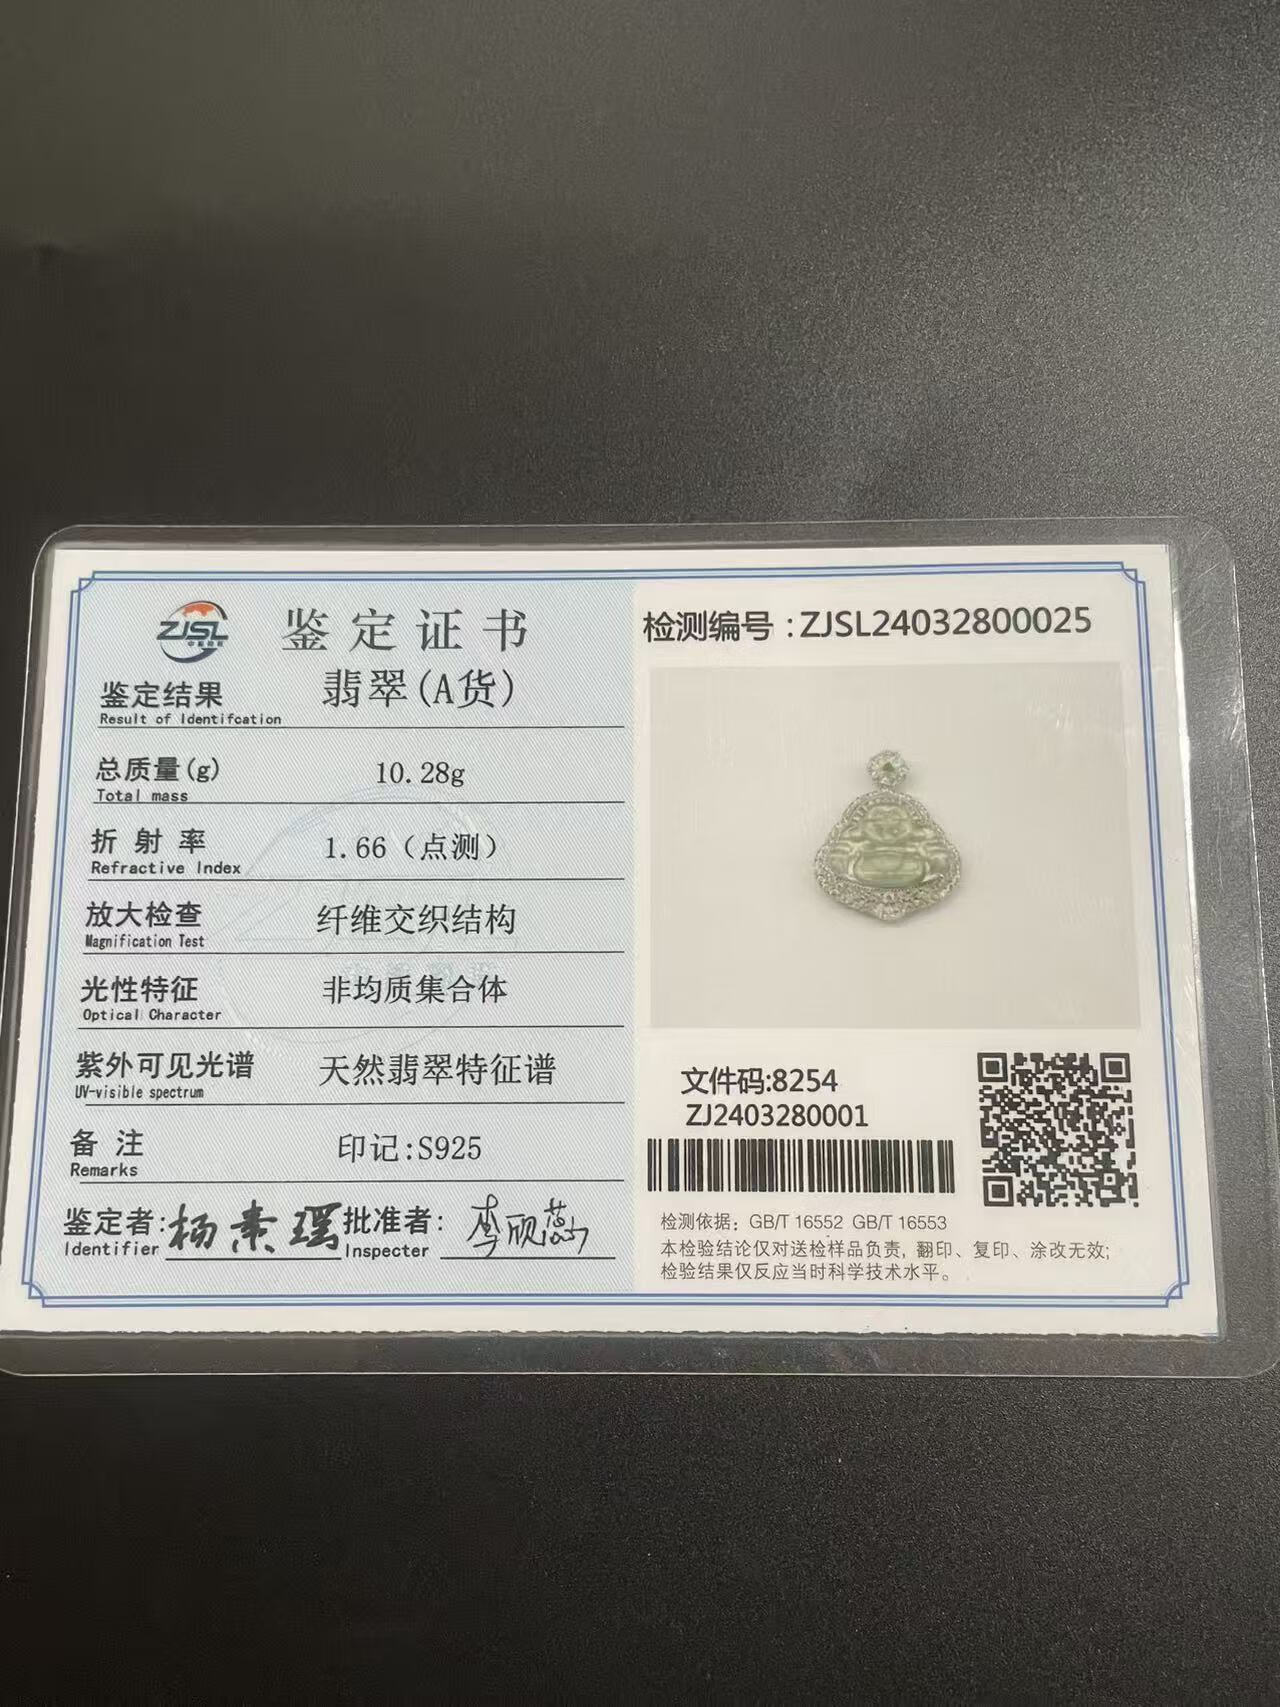 ZJSL
鉴定证书
鉴定结果 翡翠(A货)
Result of Identifcation
总质量(g) 10.28g
Total mass
折射率 1.66（点测）
Refractive Index
放大检查 纤维交织结构
Magnification Test
光性特征 非均质集合体
Optical Character
紫外可见光谱 天然翡翠特征谱
UV-visible spectrum
备注 印记:S925
Remarks
鉴定者: 杨素瑶 批准者: 李欣蕊
Identifier Inspecter
检测编号:ZJSL24032800025
文件码:8254
ZJ2403280001
检测依据: GB/T 16552 GB/T 16553
本检验结论仅对送检样品负责, 翻印、复印、涂改无效;
检验结果仅反应当时科学技术水平。